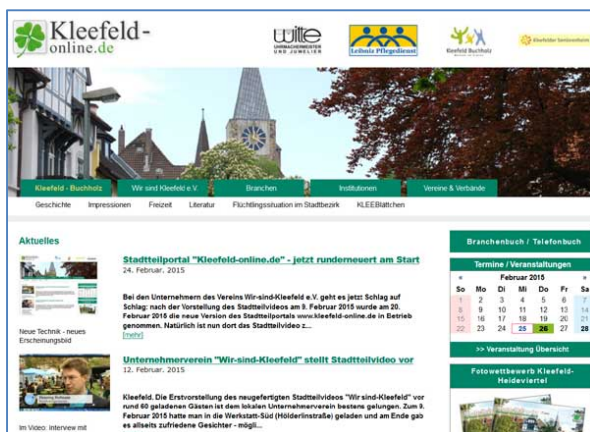 Kleefeld-
online.de
witte
UHRMACHERMEISTER
UND JUWELIER
Leibniz Pflegedienst
Kleefeld Buchholz
Kleefelder Seniorenheim
Kleefeld - Buchholz
Wir sind Kleefeld e.V.
Branchen
Institutionen
Vereine & Verbände
Geschichte
Impressionen
Freizeit
Literatur
Flüchtlingssituation im Stadtbezirk
KLEEBlättchen
Aktuelles
Neue Technik - neues
Erscheinungsbild
Im Video: Interview mit
Stadtteilportal "Kleefeld-online.de" - jetzt runderneuert am Start
24. Februar. 2015
Bei den Unternehmern des Vereins Wir-sind-Kleefeld e.V. geht es jetzt Schlag auf
Schlag: nach der Vorstellung des Stadtteilvideos am 9. Februar 2015 wurde am 20.
Februar 2015 die neue Version des Stadtteilportals www.kleefeld-online.de in Betrieb
genommen. Natürlich ist nun dort das Stadtteilvideo z...
[mehr]
Unternehmerverein "Wir-sind-Kleefeld" stellt Stadtteilvideo vor
12. Februar. 2015
Kleefeld. Die Erstvorstellung des neugefertigten Stadtteilvideos "Wir sind-Kleefeld" vor
rund 60 geladenen Gästen ist dem lokalen Unternehmerverein bestens gelungen. Zum 9.
Februar 2015 hatte man in die Werkstatt-Süd (Hölderlinstraße) geladen und am Ende gab
es allseits zufriedene Gesichter - mögli...
Branchenbuch / Telefonbuch
Termine / Veranstaltungen
« Februar 2015 »
So Mo Di Mi Do Fr Sa
1 2 3 4 5 6 7
8 9 10 11 12 13 14
15 16 17 18 19 20 21
22 23 24 25 26 27 28
>> Veranstaltung Übersicht
Fotowettbewerb Kleefeld-
Heideviertel